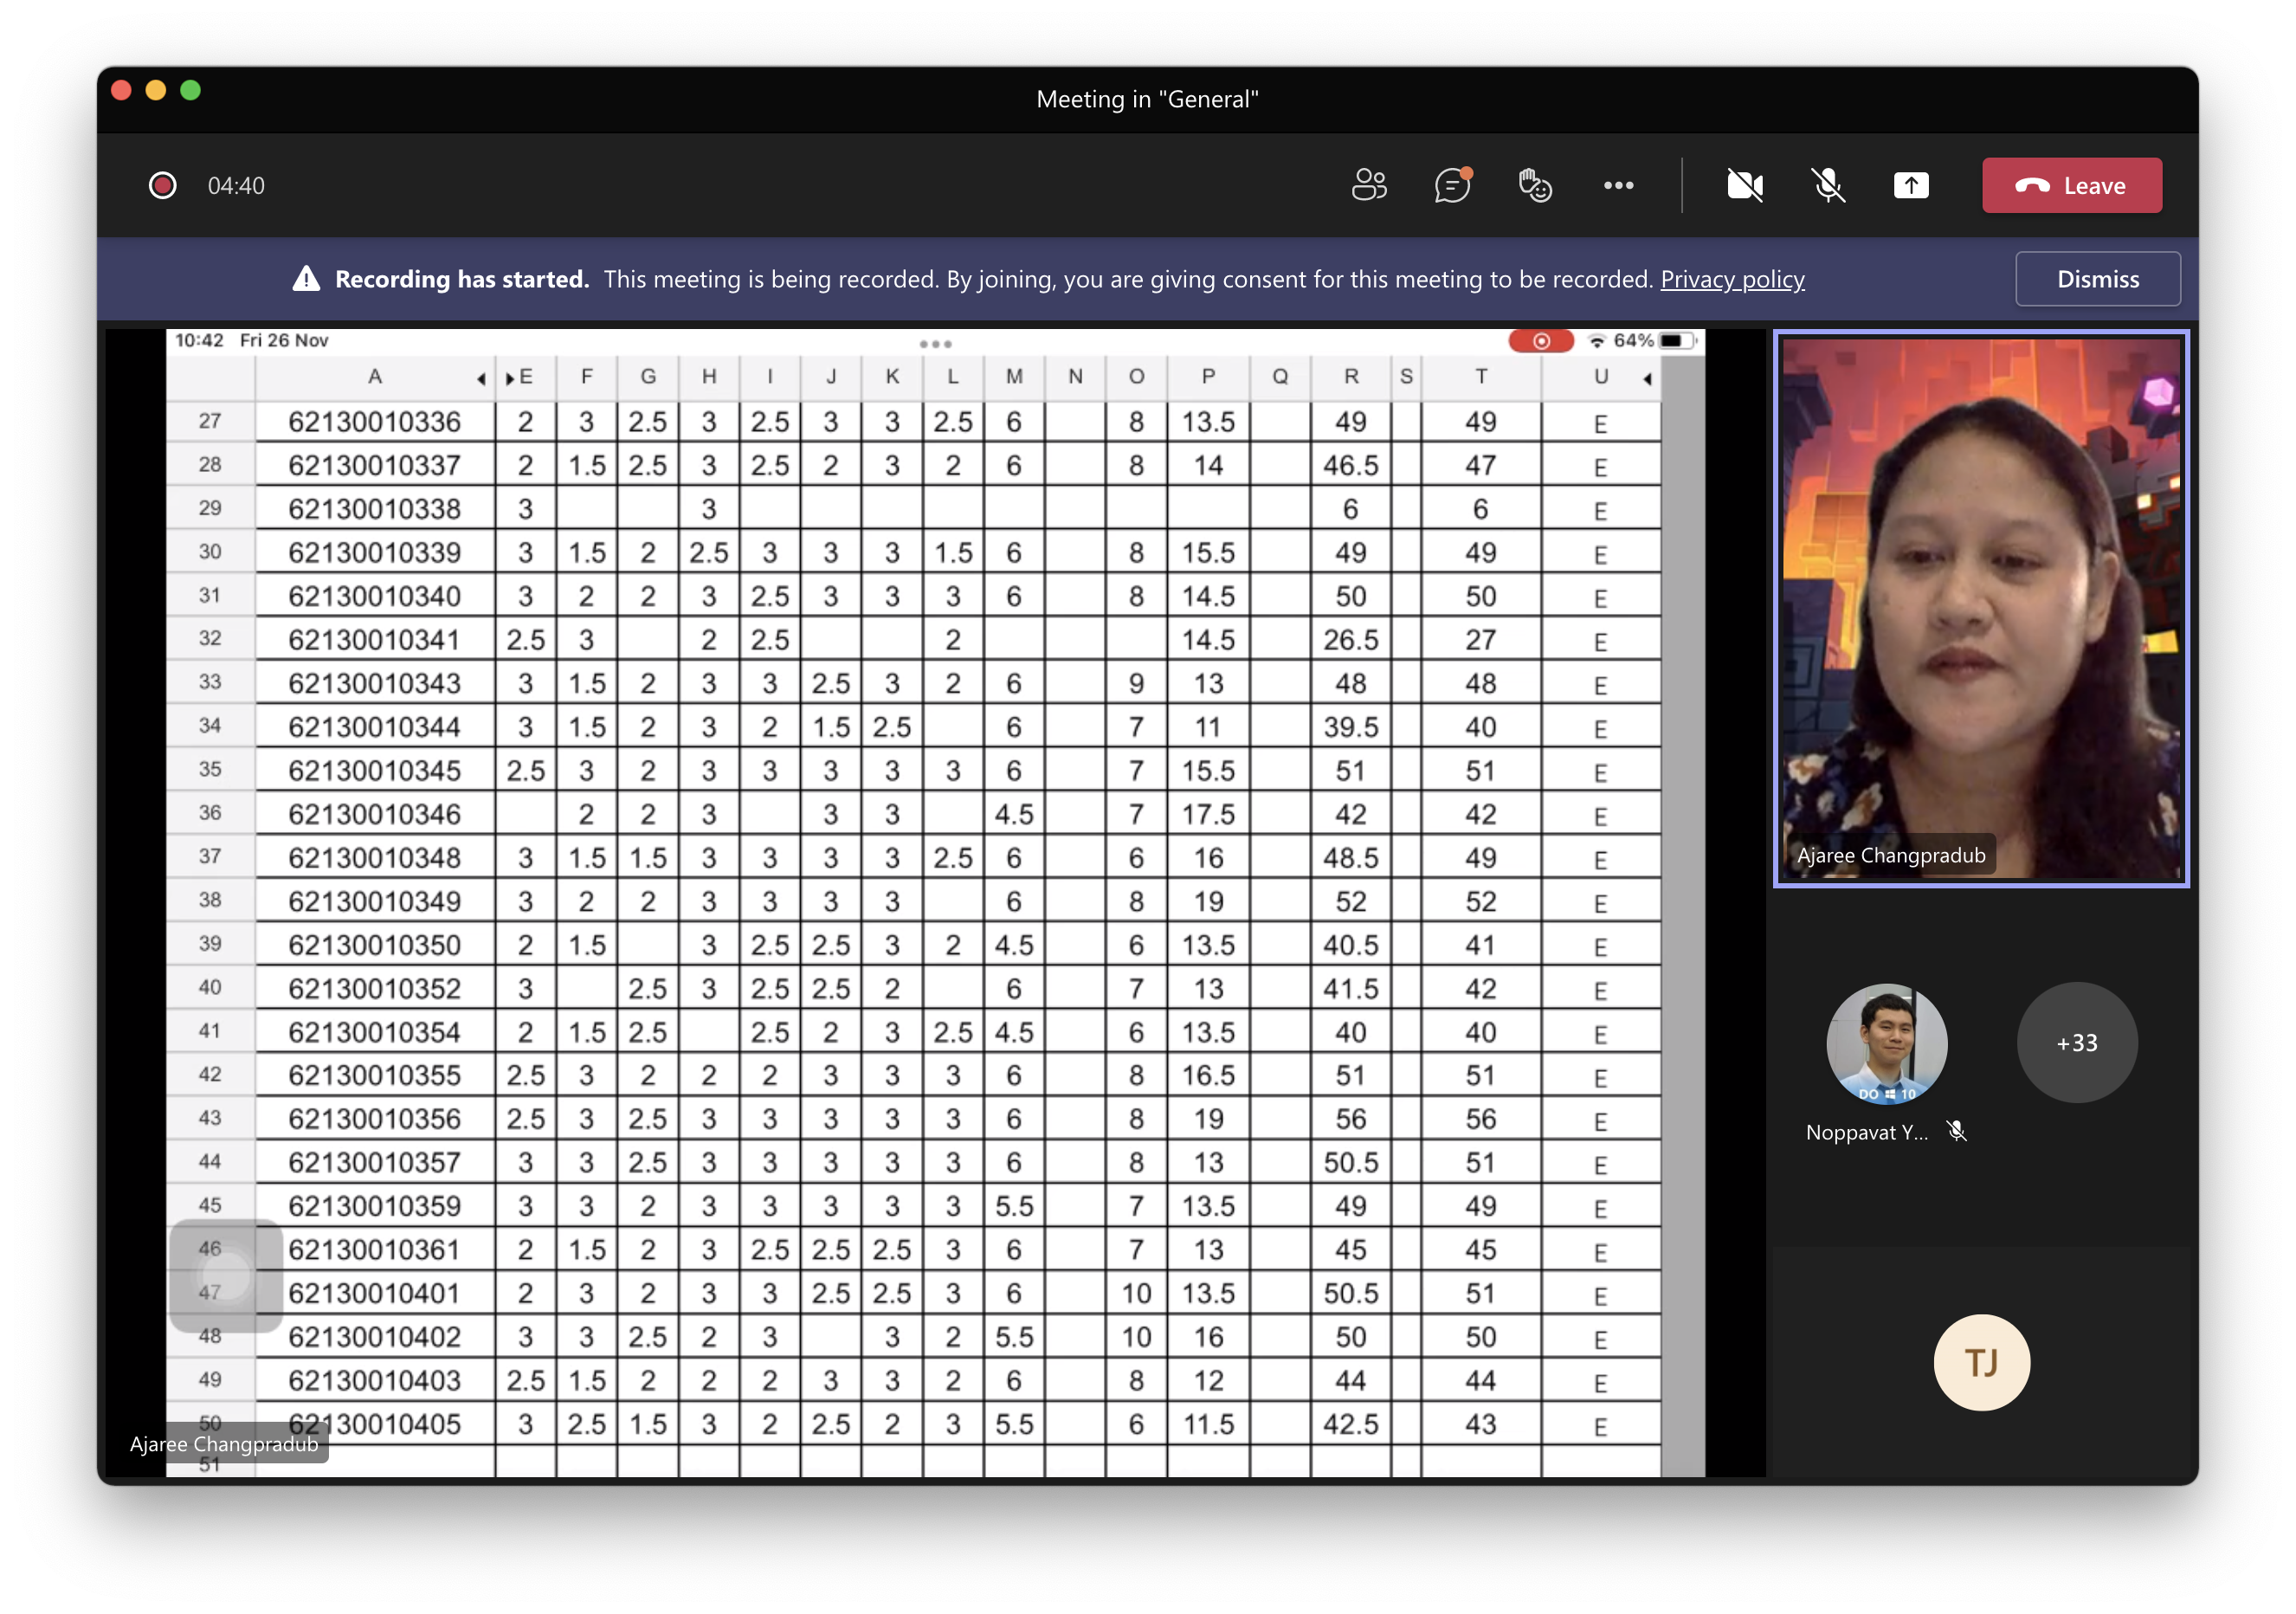 Meeting in "General"
04:40
Leave
Recording has started. This meeting is being recorded. By joining, you are giving consent for this meeting to be recorded. Privacy policy
Dismiss
10:42 Fri 26 Nov 64%
A E F G H I J K L M N O P Q R S T U
27 62130010336 2 3 2.5 3 2.5 3 3 2.5 6 8 13.5 49 49 E
28 62130010337 2 1.5 2.5 3 2.5 2 3 2 6 8 14 46.5 47 E
29 62130010338 3 3 6 6 E
30 62130010339 3 1.5 2 2.5 3 3 3 1.5 6 8 15.5 49 49 E
31 62130010340 3 2 2 3 2.5 3 3 3 6 8 14.5 50 50 E
32 62130010341 2.5 3 2 2.5 2 14.5 26.5 27 E
33 62130010343 3 1.5 2 3 3 2.5 3 2 6 9 13 48 48 E
34 62130010344 3 1.5 2 3 2 1.5 2.5 6 7 11 39.5 40 E
35 62130010345 2.5 3 2 3 3 3 3 3 6 7 15.5 51 51 E
36 62130010346 2 2 3 3 3 4.5 7 17.5 42 42 E
37 62130010348 3 1.5 1.5 3 3 3 3 2.5 6 6 16 48.5 49 E
38 62130010349 3 2 2 3 3 3 3 6 8 19 52 52 E
39 62130010350 2 1.5 3 2.5 2.5 3 2 4.5 6 13.5 40.5 41 E
40 62130010352 3 2.5 3 2.5 2.5 2 6 7 13 41.5 42 E
41 62130010354 2 1.5 2.5 2.5 2 3 2.5 4.5 6 13.5 40 40 E
42 62130010355 2.5 3 2 2 2 3 3 3 6 8 16.5 51 51 E
43 62130010356 2.5 3 2.5 3 3 3 3 3 6 8 19 56 56 E
44 62130010357 3 3 2.5 3 3 3 3 3 6 8 13 50.5 51 E
45 62130010359 3 3 2 3 3 3 3 3 5.5 7 13.5 49 49 E
46 62130010361 2 1.5 2 3 2.5 2.5 2.5 3 6 7 13 45 45 E
47 62130010401 2 3 2 3 3 2.5 2.5 3 6 10 13.5 50.5 51 E
48 62130010402 3 3 2.5 2 3 3 2 5.5 10 16 50 50 E
49 62130010403 2.5 1.5 2 2 2 3 3 2 6 8 12 44 44 E
50 62130010405 3 2.5 1.5 3 2 2.5 2 3 5.5 6 11.5 42.5 43 E
51
Ajaree Changpradub
Ajaree Changpradub
DO 10
Noppavat Y...
+33
TJ